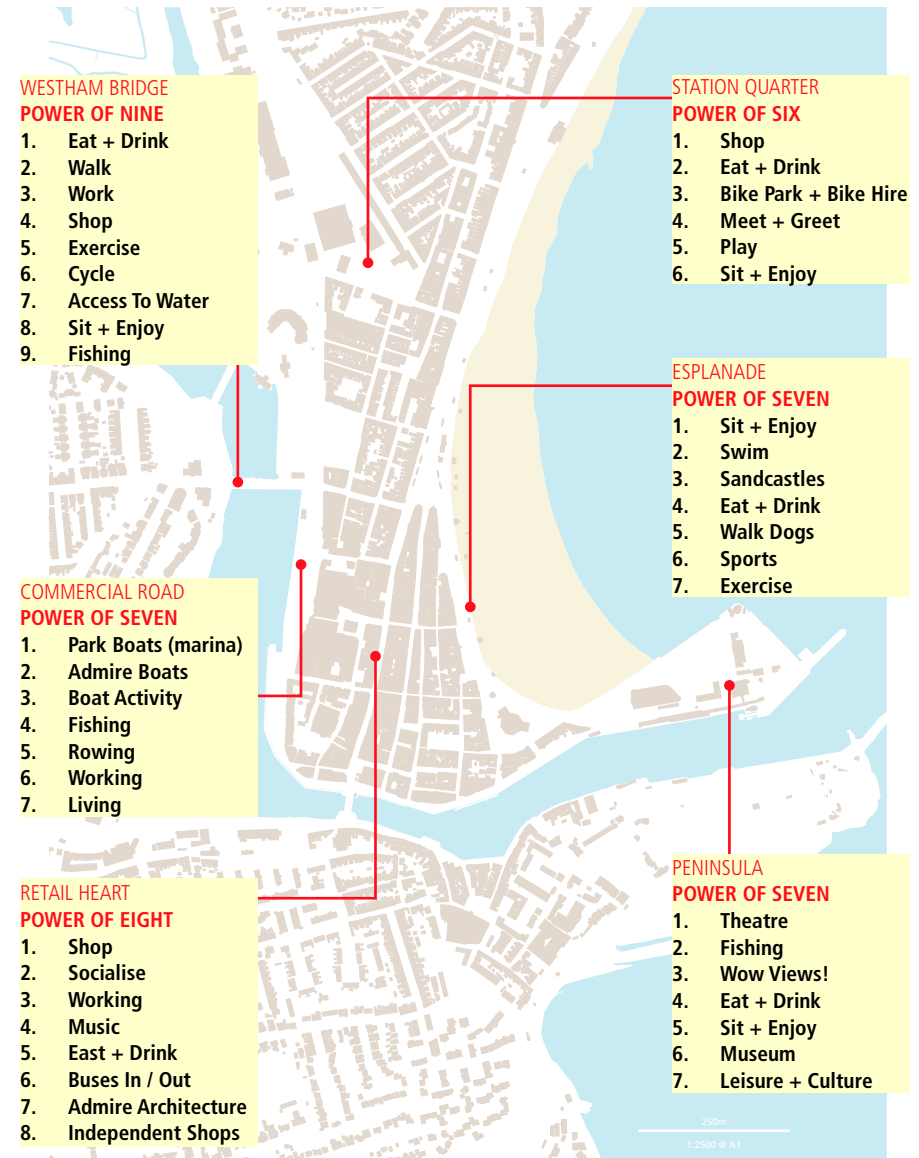 WESTHAM BRIDGE
POWER OF NINE
1. Eat + Drink
2. Walk
3. Work
4. Shop
5. Exercise
6. Cycle
7. Access To Water
8. Sit + Enjoy
9. Fishing
COMMERCIAL ROAD
POWER OF SEVEN
1. Park Boats (marina)
2. Admire Boats
3. Boat Activity
4. Fishing
5. Rowing
6. Working
7. Living
RETAIL HEART
POWER OF EIGHT
1. Shop
2. Socialise
3. Working
4. Music
5. East + Drink
6. Buses In / Out
7. Admire Architecture
8. Independent Shops
STATION QUARTER
POWER OF SIX
1. Shop
2. Eat + Drink
3. Bike Park + Bike Hire
4. Meet + Greet
5. Play
6. Sit + Enjoy
ESPLANADE
POWER OF SEVEN
1. Sit + Enjoy
2. Swim
3. Sandcastles
4. Eat + Drink
5. Walk Dogs
6. Sports
7. Exercise
PENINSULA
POWER OF SEVEN
1. Theatre
2. Fishing
3. Wow Views!
4. Eat + Drink
5. Sit + Enjoy
6. Museum
7. Leisure + Culture
250m
1:2500 @ A1